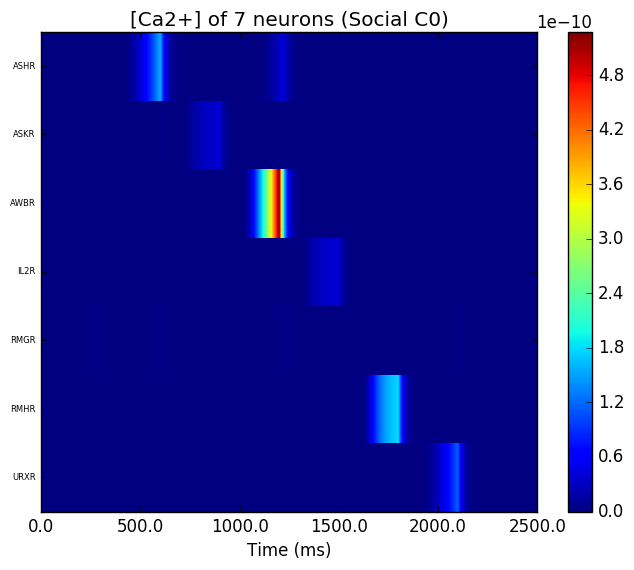 [Ca2+] of 7 neurons (Social C0)
1e−10
ASHR
ASKR
AWBR
IL2R
RMGR
RMHR
URXR
4.8
4.2
3.6
3.0
2.4
1.8
1.2
0.6
0.0
0.0 500.0 1000.0 1500.0 2000.0 2500.0
Time (ms)